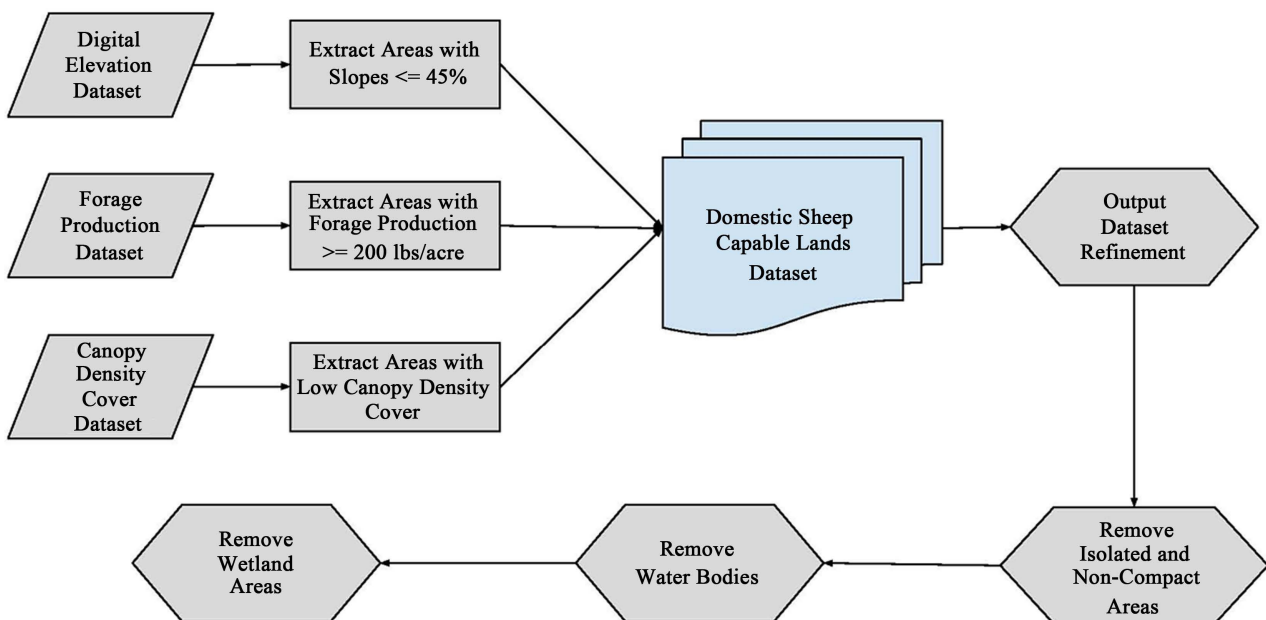 Digital
Elevation
Dataset
Extract Areas with
Slopes <= 45%
Forage
Production
Dataset
Extract Areas with
Forage Production
>= 200 lbs/acre
Canopy
Density
Cover
Dataset
Extract Areas with
Low Canopy Density
Cover
Domestic Sheep
Capable Lands
Dataset
Output
Dataset
Refinement
Remove
Isolated and
Non-Compact
Areas
Remove
Water Bodies
Remove
Wetland
Areas